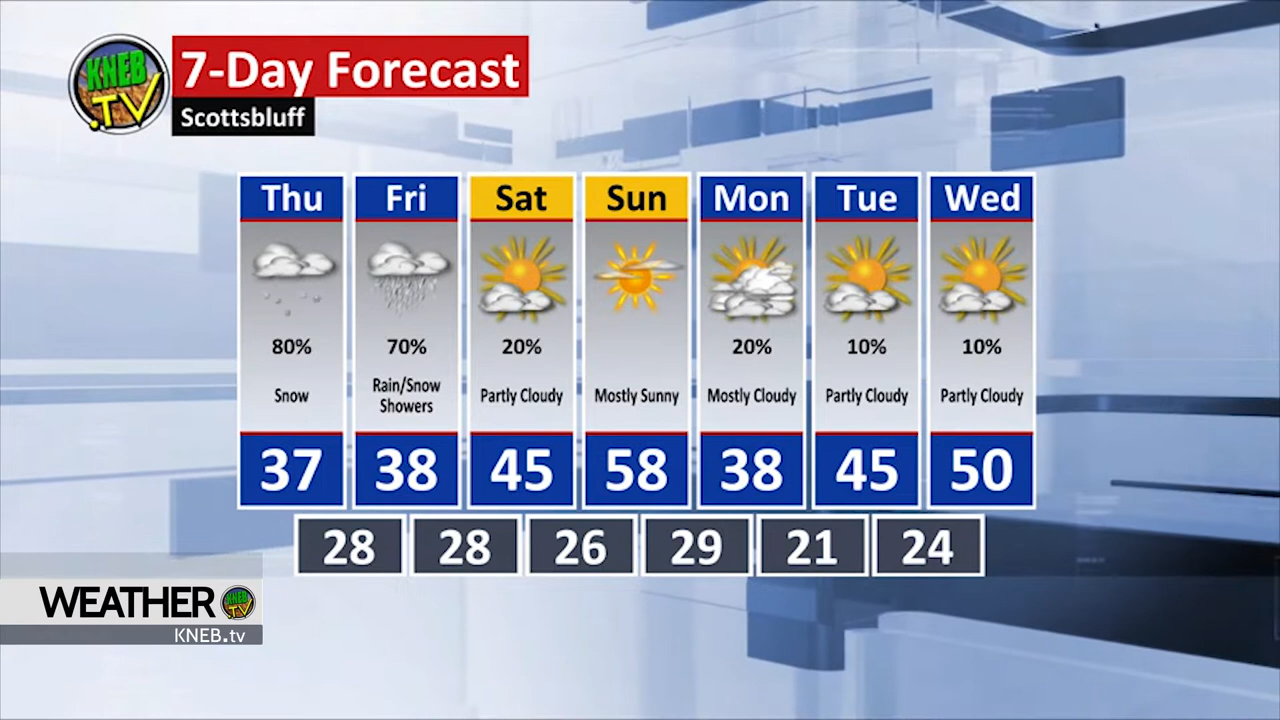 KNEB
.TV
7-Day Forecast
Scottsbluff
Thu Fri Sat Sun Mon Tue Wed
80% 70% 20% 20% 10% 10%
Snow Rain/Snow Showers Partly Cloudy Mostly Sunny Mostly Cloudy Partly Cloudy Partly Cloudy
37 38 45 58 38 45 50
28 28 26 29 21 24
WEATHER KNEB .TV
KNEB.tv